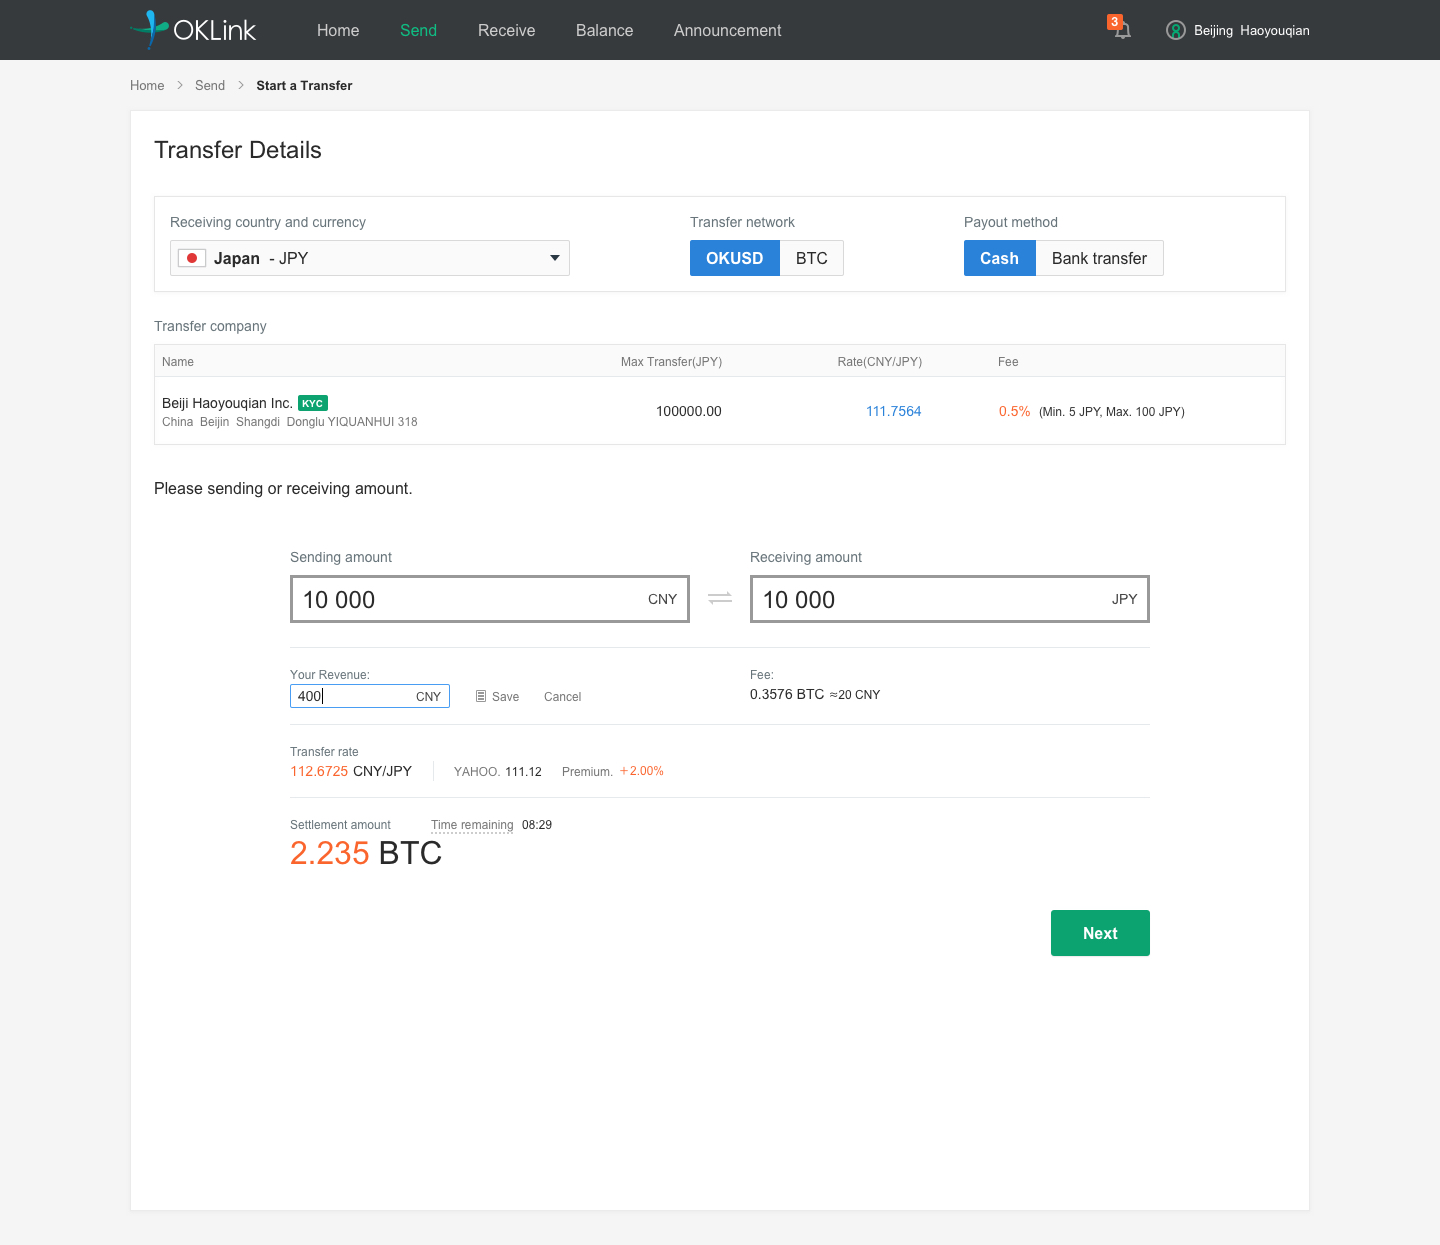 OKLink Home Send Receive Balance Announcement 3 Beijing Haoyouqian
Home > Send > Start a Transfer
Transfer Details
Receiving country and currency Transfer network Payout method
Japan - JPY OKUSD BTC Cash Bank transfer
Transfer company
Name Max Transfer(JPY) Rate(CNY/JPY) Fee
Beiji Haoyouqian Inc. KYC 100000.00 111.7564 0.5% (Min. 5 JPY, Max. 100 JPY)
China Beijin Shangdi Donglu YIQUANHUI 318
Please sending or receiving amount.
Sending amount Receiving amount
10 000 CNY 10 000 JPY
Your Revenue: Fee:
400 CNY Save Cancel 0.3576 BTC ≈20 CNY
Transfer rate
112.6725 CNY/JPY YAHOO. 111.12 Premium. +2.00%
Settlement amount Time remaining 08:29
2.235 BTC
Next